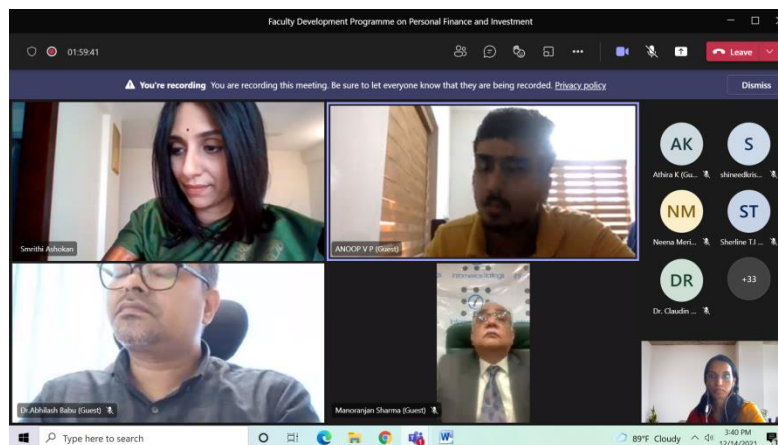 Faculty Development Programme on Personal Finance and Investment
01:59:41
Leave
You're recording You are recording this meeting. Be sure to let everyone know that they are being recorded. Privacy policy
Dismiss
Smrithi Ashokan
ANOOP V P (Guest)
Dr.Abhilash Babu (Guest)
Manoranjan Sharma (Guest)
AK
Athira K (Gu...
S
shineedkris...
NM
Neena Meri...
ST
Sherline T.J ...
DR
Dr. Claudin ...
+33
Type here to search
89°F Cloudy
3:40 PM
12/14/2021